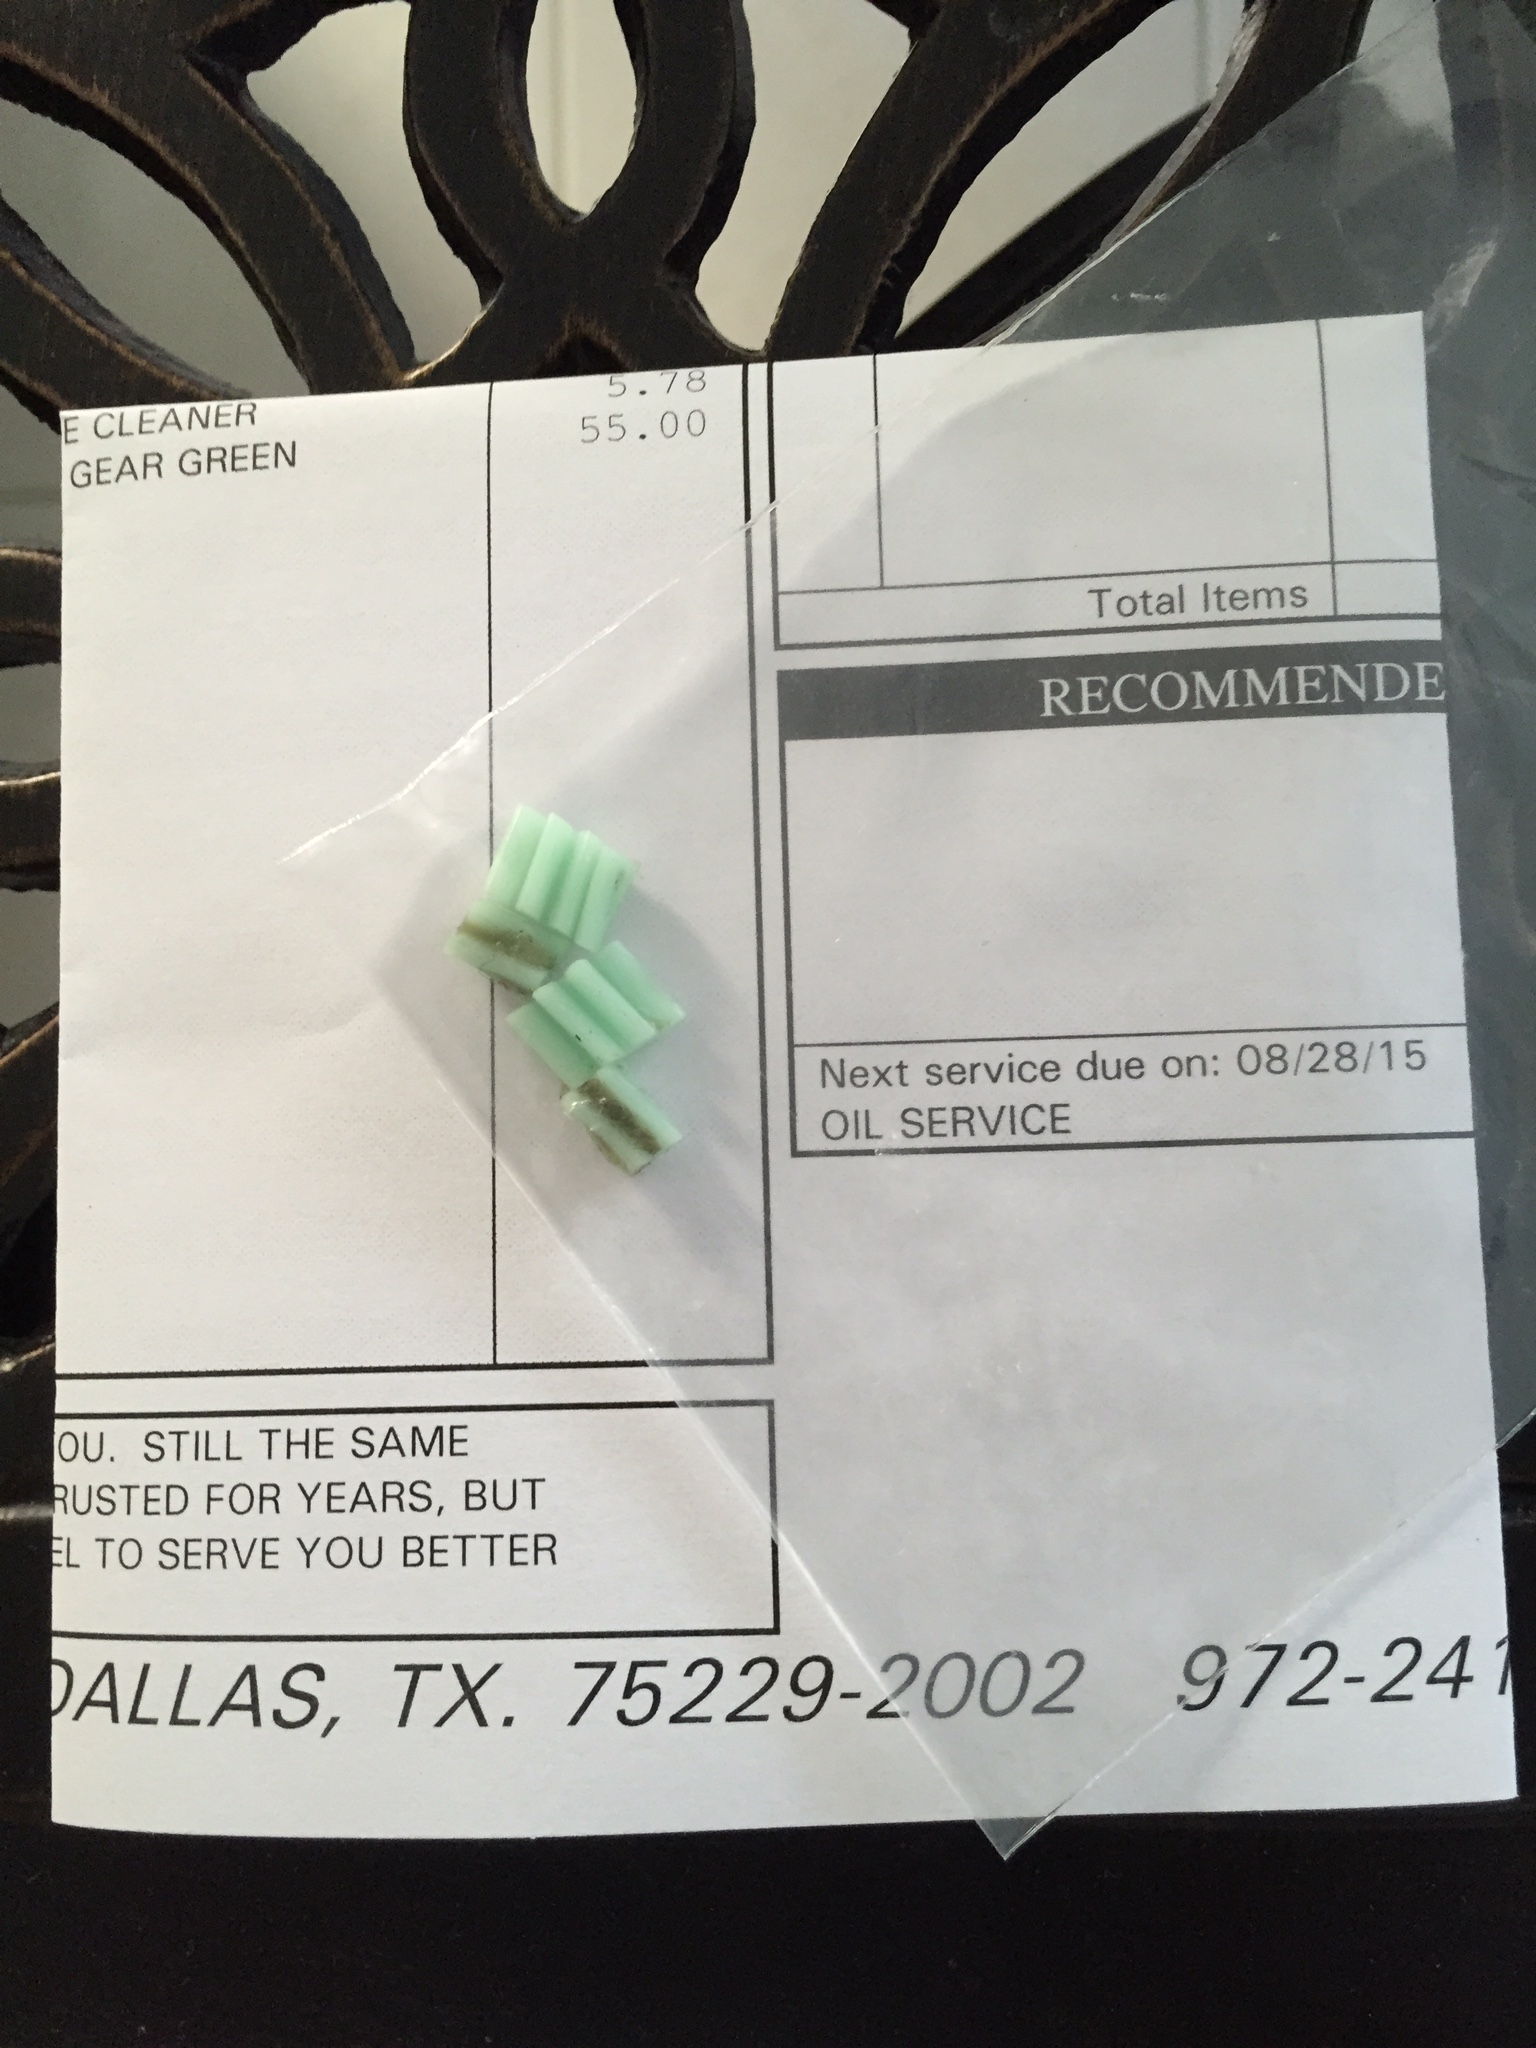 5.78
E CLEANER
55.00
GEAR GREEN
Total Items
RECOMMENDE
Next service due on: 08/28/15
OIL SERVICE
OU. STILL THE SAME
RUSTED FOR YEARS, BUT
EL TO SERVE YOU BETTER
DALLAS, TX. 75229-2002 972-241